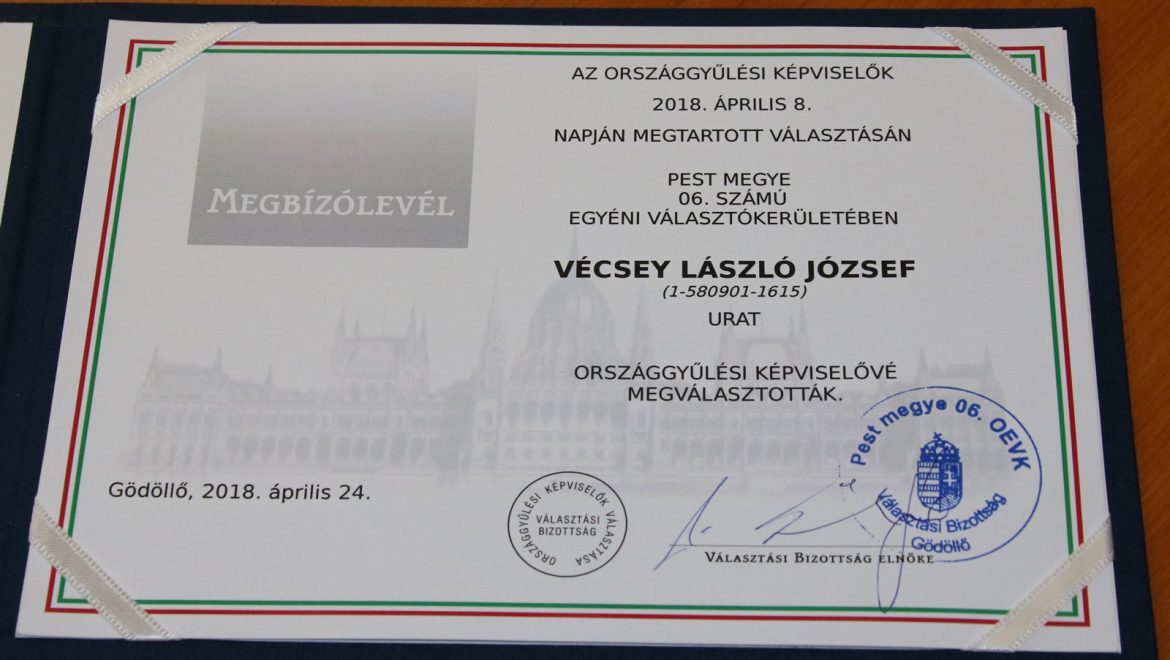 MEGBÍZÓLEVÉL
AZ ORSZÁGGYŰLÉSI KÉPVISELŐK
2018. ÁPRILIS 8.
NAPJÁN MEGTARTOTT VÁLASZTÁSÁN
PEST MEGYE
06. SZÁMÚ
EGYÉNI VÁLASZTÓKERÜLETÉBEN
VÉCSEY LÁSZLÓ JÓZSEF
(1-580901-1615)
URAT
ORSZÁGGYŰLÉSI KÉPVISELŐVÉ
MEGVÁLASZTOTTÁK.
Gödöllő, 2018. április 24.
ORSZÁGGYŰLÉSI KÉPVISELŐK VÁLASZTÁSA
VÁLASZTÁSI
BIZOTTSÁG
VÁLASZTÁSI BIZOTTSÁG ELNÖKE
Pest megye 06. OEVK
Választási Bizottság
Gödöllő